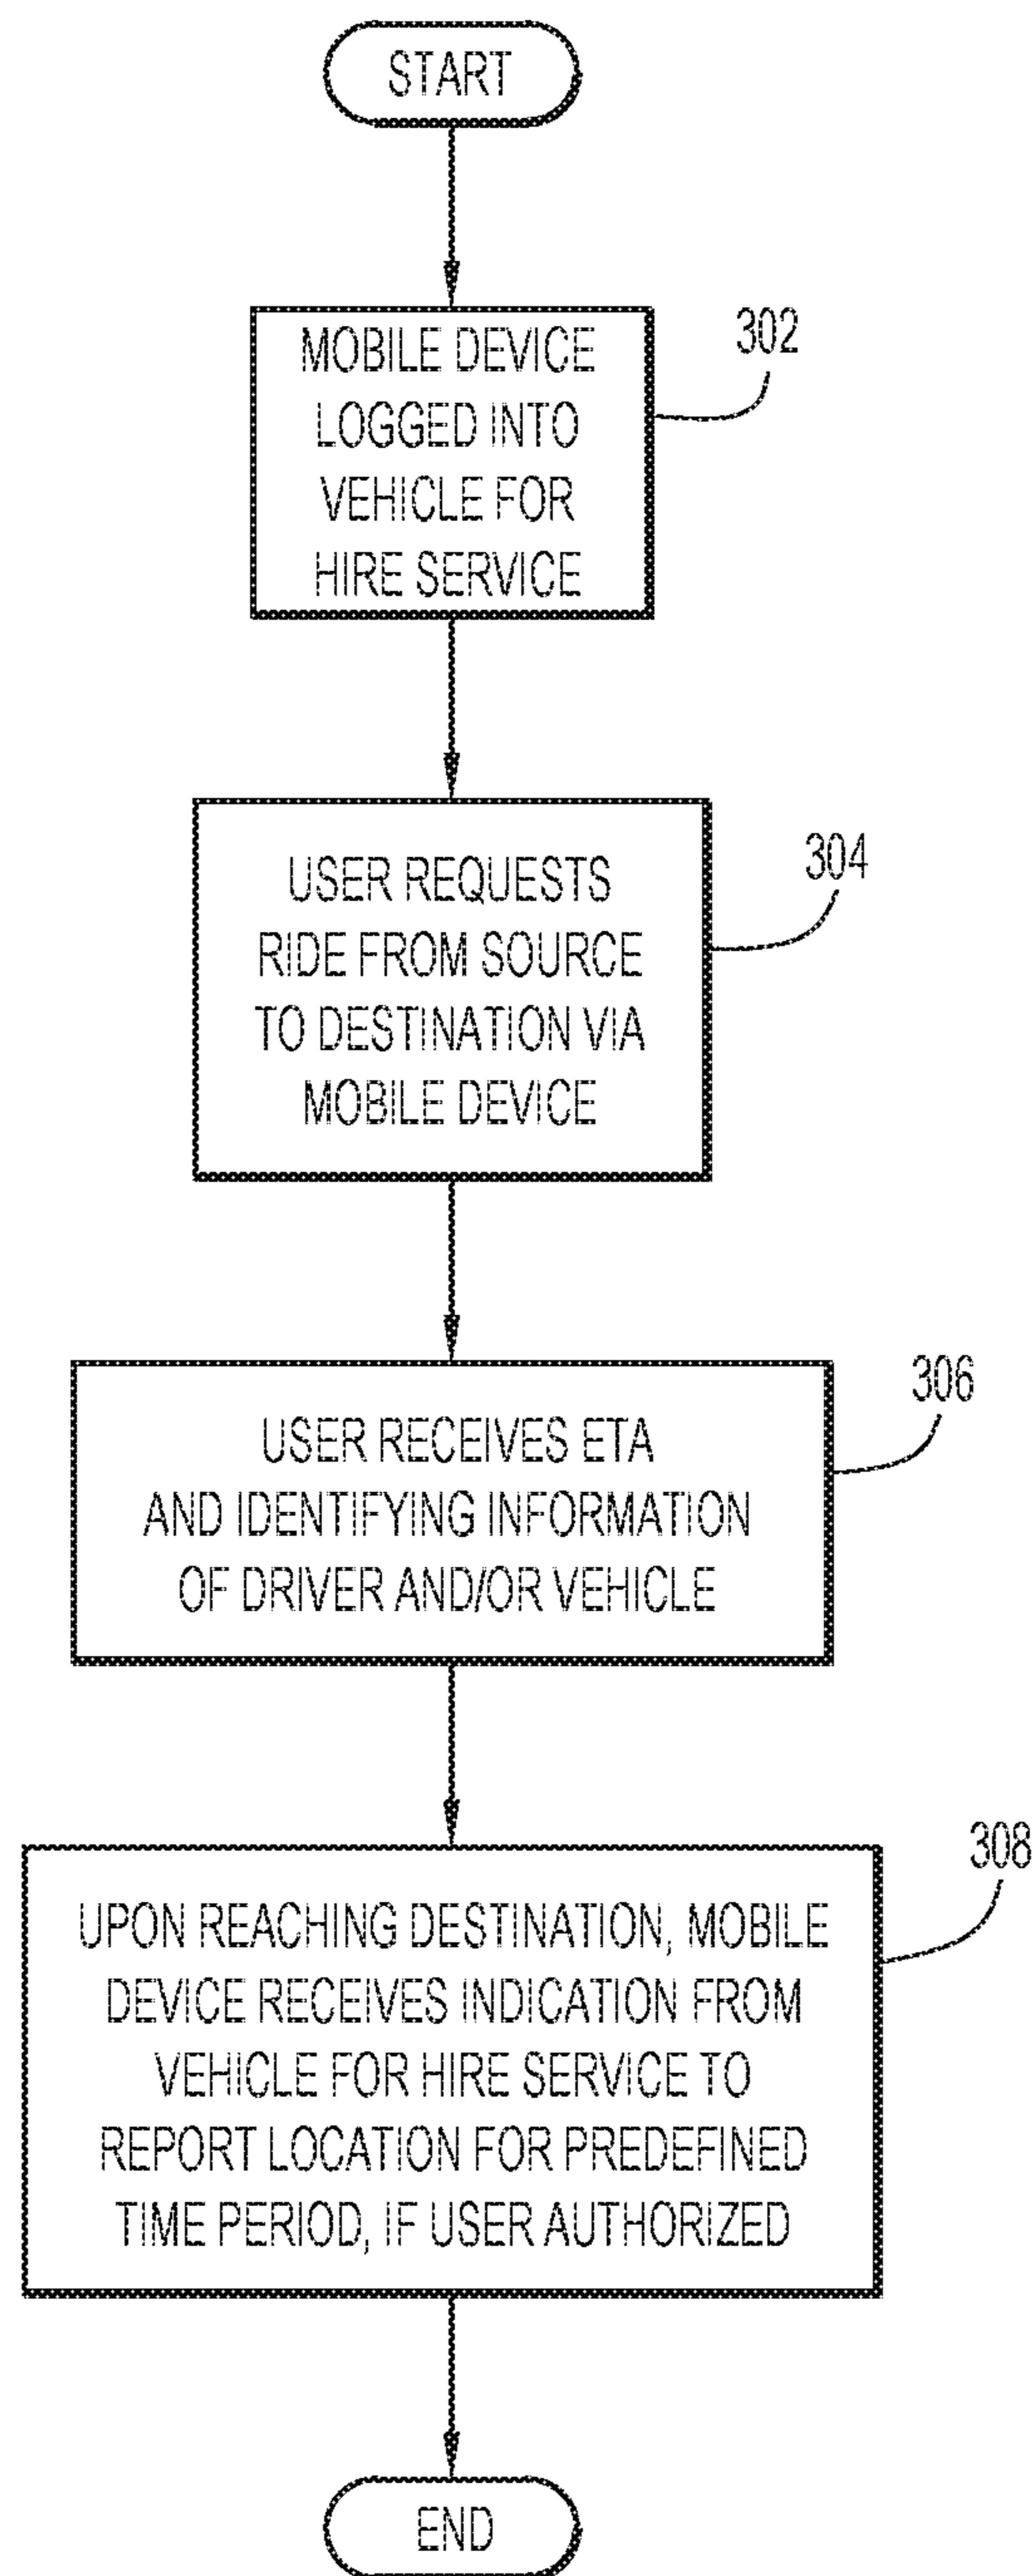 START
MOBILE DEVICE
LOGGED INTO
VEHICLE FOR
HIRE SERVICE
302
USER REQUESTS
RIDE FROM SOURCE
TO DESTINATION VIA
MOBILE DEVICE
304
USER RECEIVES ETA
AND IDENTIFYING INFORMATION
OF DRIVER AND/OR VEHICLE
306
UPON REACHING DESTINATION, MOBILE
DEVICE RECEIVES INDICATION FROM
VEHICLE FOR HIRE SERVICE TO
REPORT LOCATION FOR PREDEFINED
TIME PERIOD, IF USER AUTHORIZED
308
END